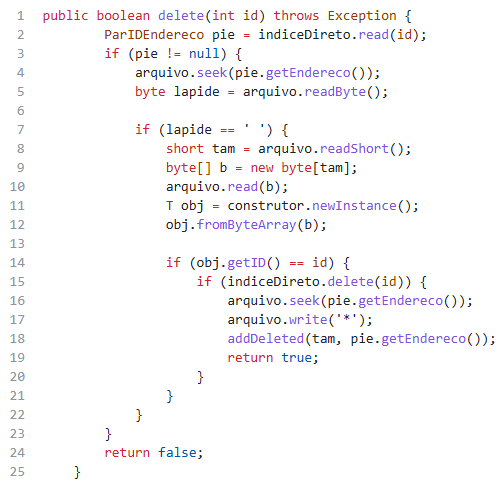 1 public boolean delete(int id) throws Exception {
2 ParIDEndereco pie = indiceDireto.read(id);
3 if (pie != null) {
4 arquivo.seek(pie.getEndereco());
5 byte lapide = arquivo.readByte();
6
7 if (lapide == ' ') {
8 short tam = arquivo.readShort();
9 byte[] b = new byte[tam];
10 arquivo.read(b);
11 T obj = construtor.newInstance();
12 obj.fromByteArray(b);
13
14 if (obj.getID() == id) {
15 if (indiceDireto.delete(id)) {
16 arquivo.seek(pie.getEndereco());
17 arquivo.write('*');
18 addDeleted(tam, pie.getEndereco());
19 return true;
20 }
21 }
22 }
23 }
24 return false;
25 }